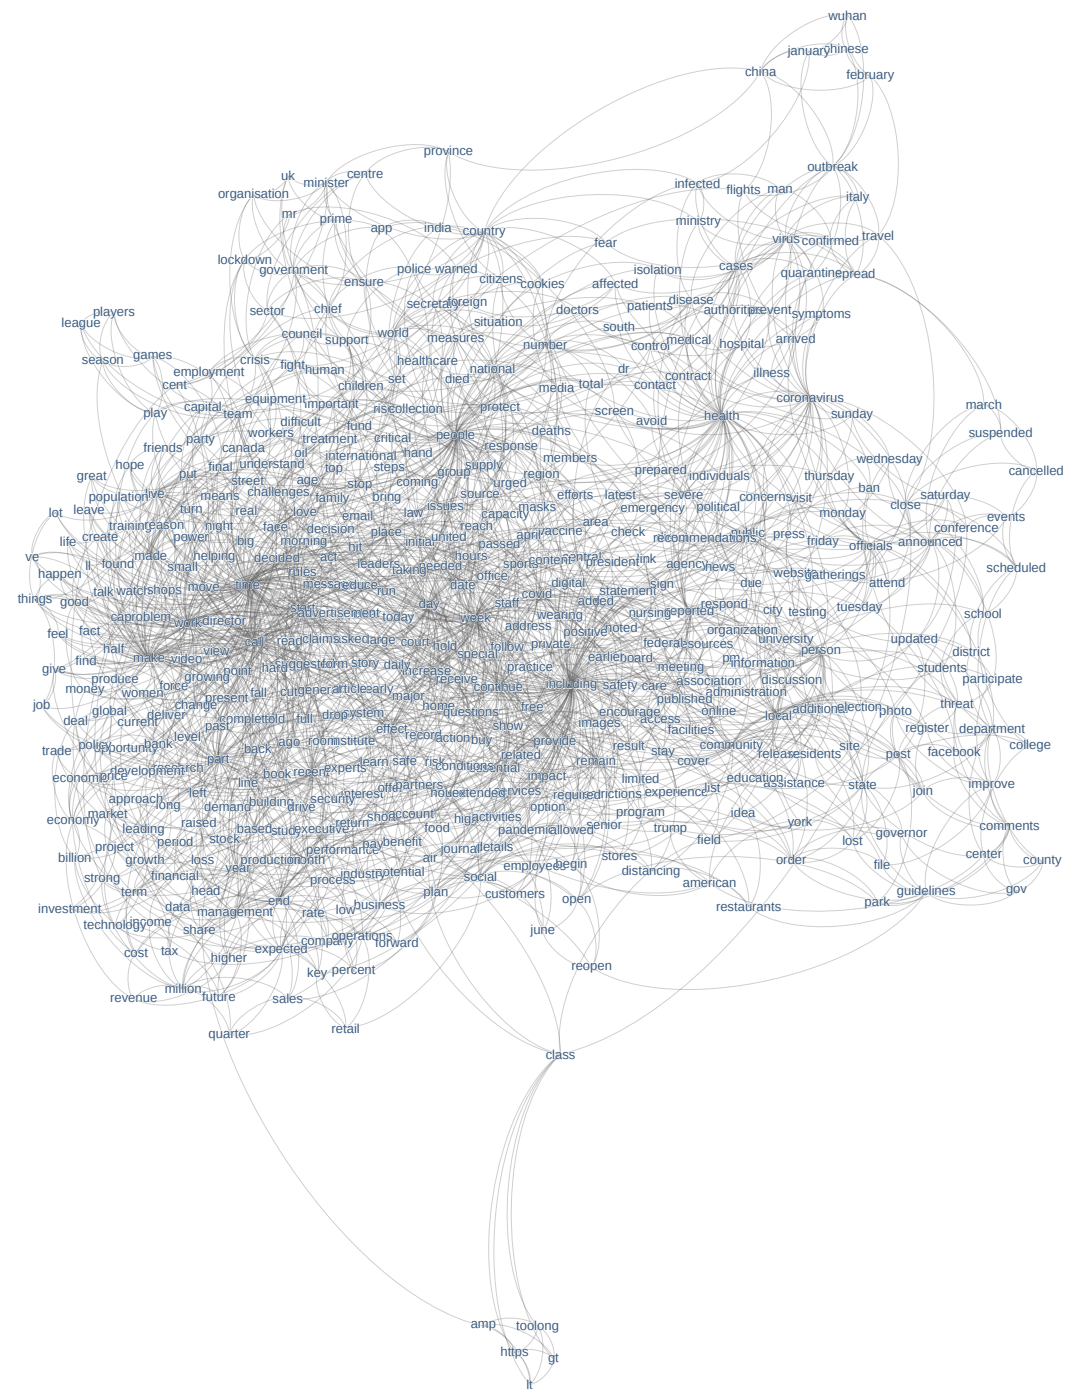 wuhan
january chinese
china
february
province
outbreak
uk
minister
centre
organisation
infected
flights
man
italy
mr
prime
app
india
country
ministry
fear
virus
confirmed
travel
lockdown
government
ensure
police
warned
citizens
cookies
affected
isolation
cases
quarantine
spread
players
league
sector
chief
secretary
foreign
situation
doctors
patients
disease
authorities
prevent
symptoms
council
support
world
measures
number
south
control
medical
hospital
arrived
season
games
crisis
fight
human
healthcare
national
dr
contract
illness
employment
cent
children
set
died
media
total
contact
coronavirus
play
capital
team
equipment
important
collection
protect
screen
avoid
health
sunday
march
difficult
fund
people
deaths
suspended
friends
party
canada
workers
treatment
critical
response
members
wednesday
oil
international
hand
great
hope
put
final
understand
top
steps
group
supply
region
prepared
individuals
thursday
cancelled
street
age
stop
coming
urged
population
live
means
challenges
family
bring
source
efforts
latest
severe
concerns
visit
ban
saturday
lot
leave
turn
real
love
email
law
issues
capacity
masks
emergency
political
monday
close
events
training
reason
night
face
decision
place
reach
area
life
create
power
big
morning
initial
united
passed
april
vaccine
check
recommendations
public
press
friday
officials
announced
conference
ve
made
helping
decided
act
hit
hours
sports
content
central
president
link
agency
news
website
gatherings
scheduled
happen
ll
found
small
rules
leaders
taking
needed
office
date
digital
sign
due
attend
things
good
talk
watch
shops
move
time
message
reduce
run
day
staff
covid
added
statement
nursing
reported
respond
city
testing
tuesday
school
problem
work
director
start
advertisement
today
week
address
wearing
noted
feel
fact
call
read
claims
asked
large
court
hold
follow
private
positive
federal
sources
organization
university
updated
half
make
video
view
special
earlier
board
pm
person
district
give
find
point
hard
suggest
form
story
daily
increase
practice
meeting
information
students
produce
growing
receive
continue
including
safety
care
association
discussion
participate
money
women
force
present
fall
cut
general
article
early
major
home
free
published
administration
job
global
change
questions
encourage
online
local
additional
election
photo
threat
deal
current
deliver
past
complete
told
full
drop
system
effect
record
action
buy
show
images
access
facilities
register
department
trade
policy
opportunity
bank
level
back
ago
room
institute
provide
result
stay
community
release
residents
site
post
facebook
college
development
research
part
learn
safe
risk
conditions
essential
related
remain
cover
economic
price
line
book
recent
experts
offer
partners
impact
limited
education
assistance
state
join
improve
approach
long
left
demand
building
drive
security
interest
extended
services
required
experience
list
economy
market
raised
account
activities
option
program
idea
leading
period
stock
based
study
executive
return
food
pandemic
allowed
senior
trump
york
governor
comments
project
performance
pay
benefit
journal
details
field
lost
center
county
billion
growth
loss
year
production
month
air
employees
begin
stores
order
file
strong
financial
process
industry
potential
social
distancing
term
head
end
plan
customers
open
american
guidelines
gov
investment
data
management
rate
low
business
restaurants
park
technology
income
share
june
company
operations
forward
cost
tax
higher
expected
key
percent
reopen
revenue
million
future
sales
quarter
retail
class
amp
toolong
https
gt
lt